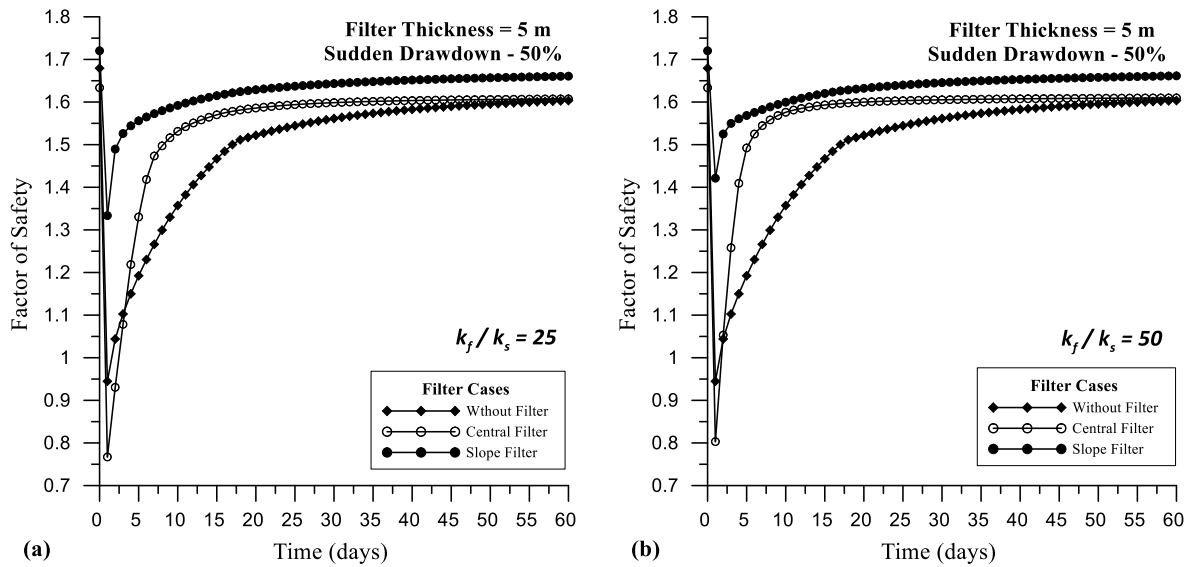 Filter Thickness = 5 m
Sudden Drawdown - 50%
1.8
1.7
1.6
1.5
1.4
1.3
1.2
1.1
1
0.9
0.8
0.7
Factor of Safety
kf / ks = 25
Filter Cases
Wthout Filter
Central Filter
Slope Filter
0 5 10 15 20 25 30 35 40 45 50 55 60
Time (days)
(a)
Filter Thickness = 5 m
Sudden Drawdown - 50%
1.8
1.7
1.6
1.5
1.4
1.3
1.2
1.1
1
0.9
0.8
0.7
Factor of Safety
kf / ks = 50
Filter Cases
Without Filter
Central Filter
Slope Filter
0 5 10 15 20 25 30 35 40 45 50 55 60
Time (days)
(b)